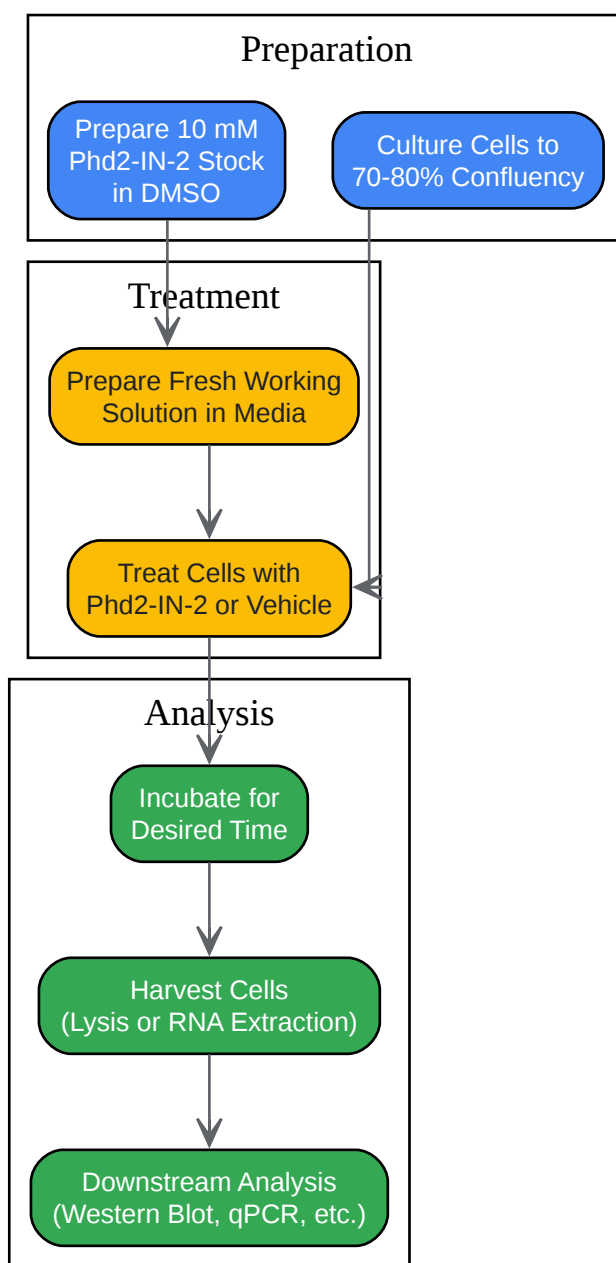 Preparation
Prepare 10 mM
Phd2-IN-2 Stock
in DMSO
Culture Cells to
70-80% Confluency
Treatment
Prepare Fresh Working
Solution in Media
Treat Cells with
Phd2-IN-2 or Vehicle
Analysis
Incubate for
Desired Time
Harvest Cells
(Lysis or RNA Extraction)
Downstream Analysis
(Western Blot, qPCR, etc.)